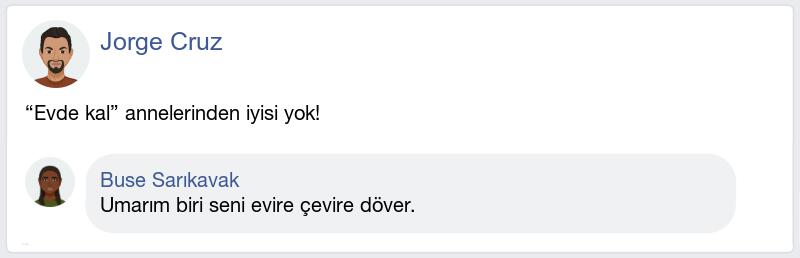 Jorge Cruz
“Evde kal” annelerinden iyisi yok!
Buse Sarıkavak
Umarım biri seni evire çevire döver.